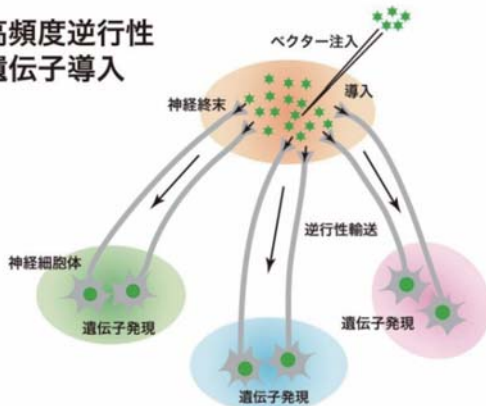 高頻度逆行性
遺伝子導入
ベクター注入
導入
神経終末
逆行性輸送
神経細胞体
遺伝子発現
遺伝子発現
遺伝子発現